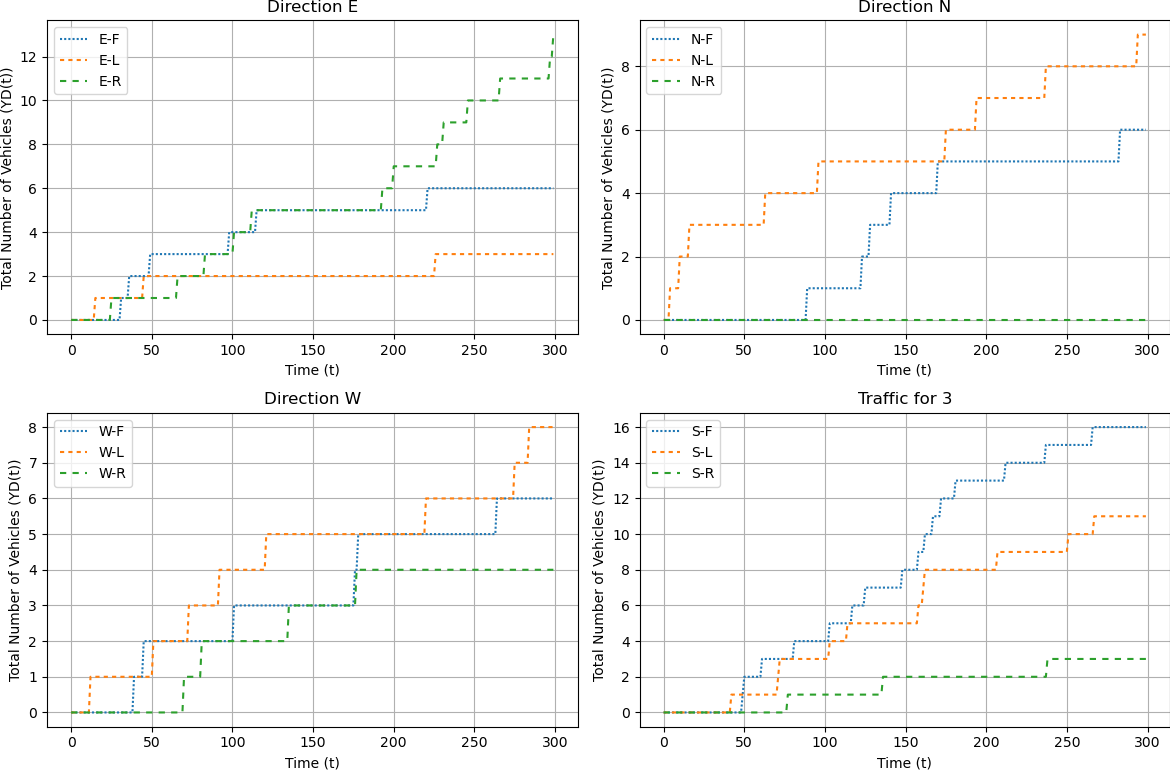 Direction E
E-F
E-L
E-R
Total Number of Vehicles (YD(t))
12
10
8
6
4
2
0
0 50 100 150 200 250 300
Time (t)
Direction N
N-F
N-L
N-R
Total Number of Vehicles (YD(t))
8
6
4
2
0
0 50 100 150 200 250 300
Time (t)
Direction W
W-F
W-L
W-R
Total Number of Vehicles (YD(t))
8
7
6
5
4
3
2
1
0
0 50 100 150 200 250 300
Time (t)
Traffic for 3
S-F
S-L
S-R
Total Number of Vehicles (YD(t))
16
14
12
10
8
6
4
2
0
0 50 100 150 200 250 300
Time (t)